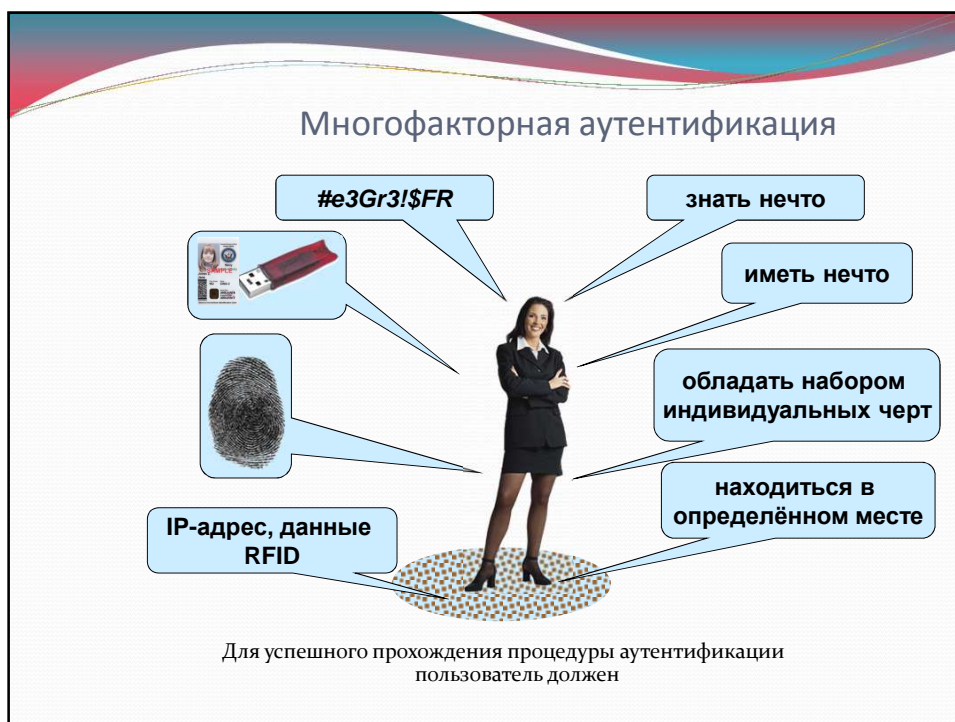 Многофакторная аутентификация
#e3Gr3!$FR
знать нечто
SAMPLE
иметь нечто
обладать набором
индивидуальных черт
находиться в
определённом месте
IP-адрес, данные
RFID
Для успешного прохождения процедуры аутентификации
пользователь должен